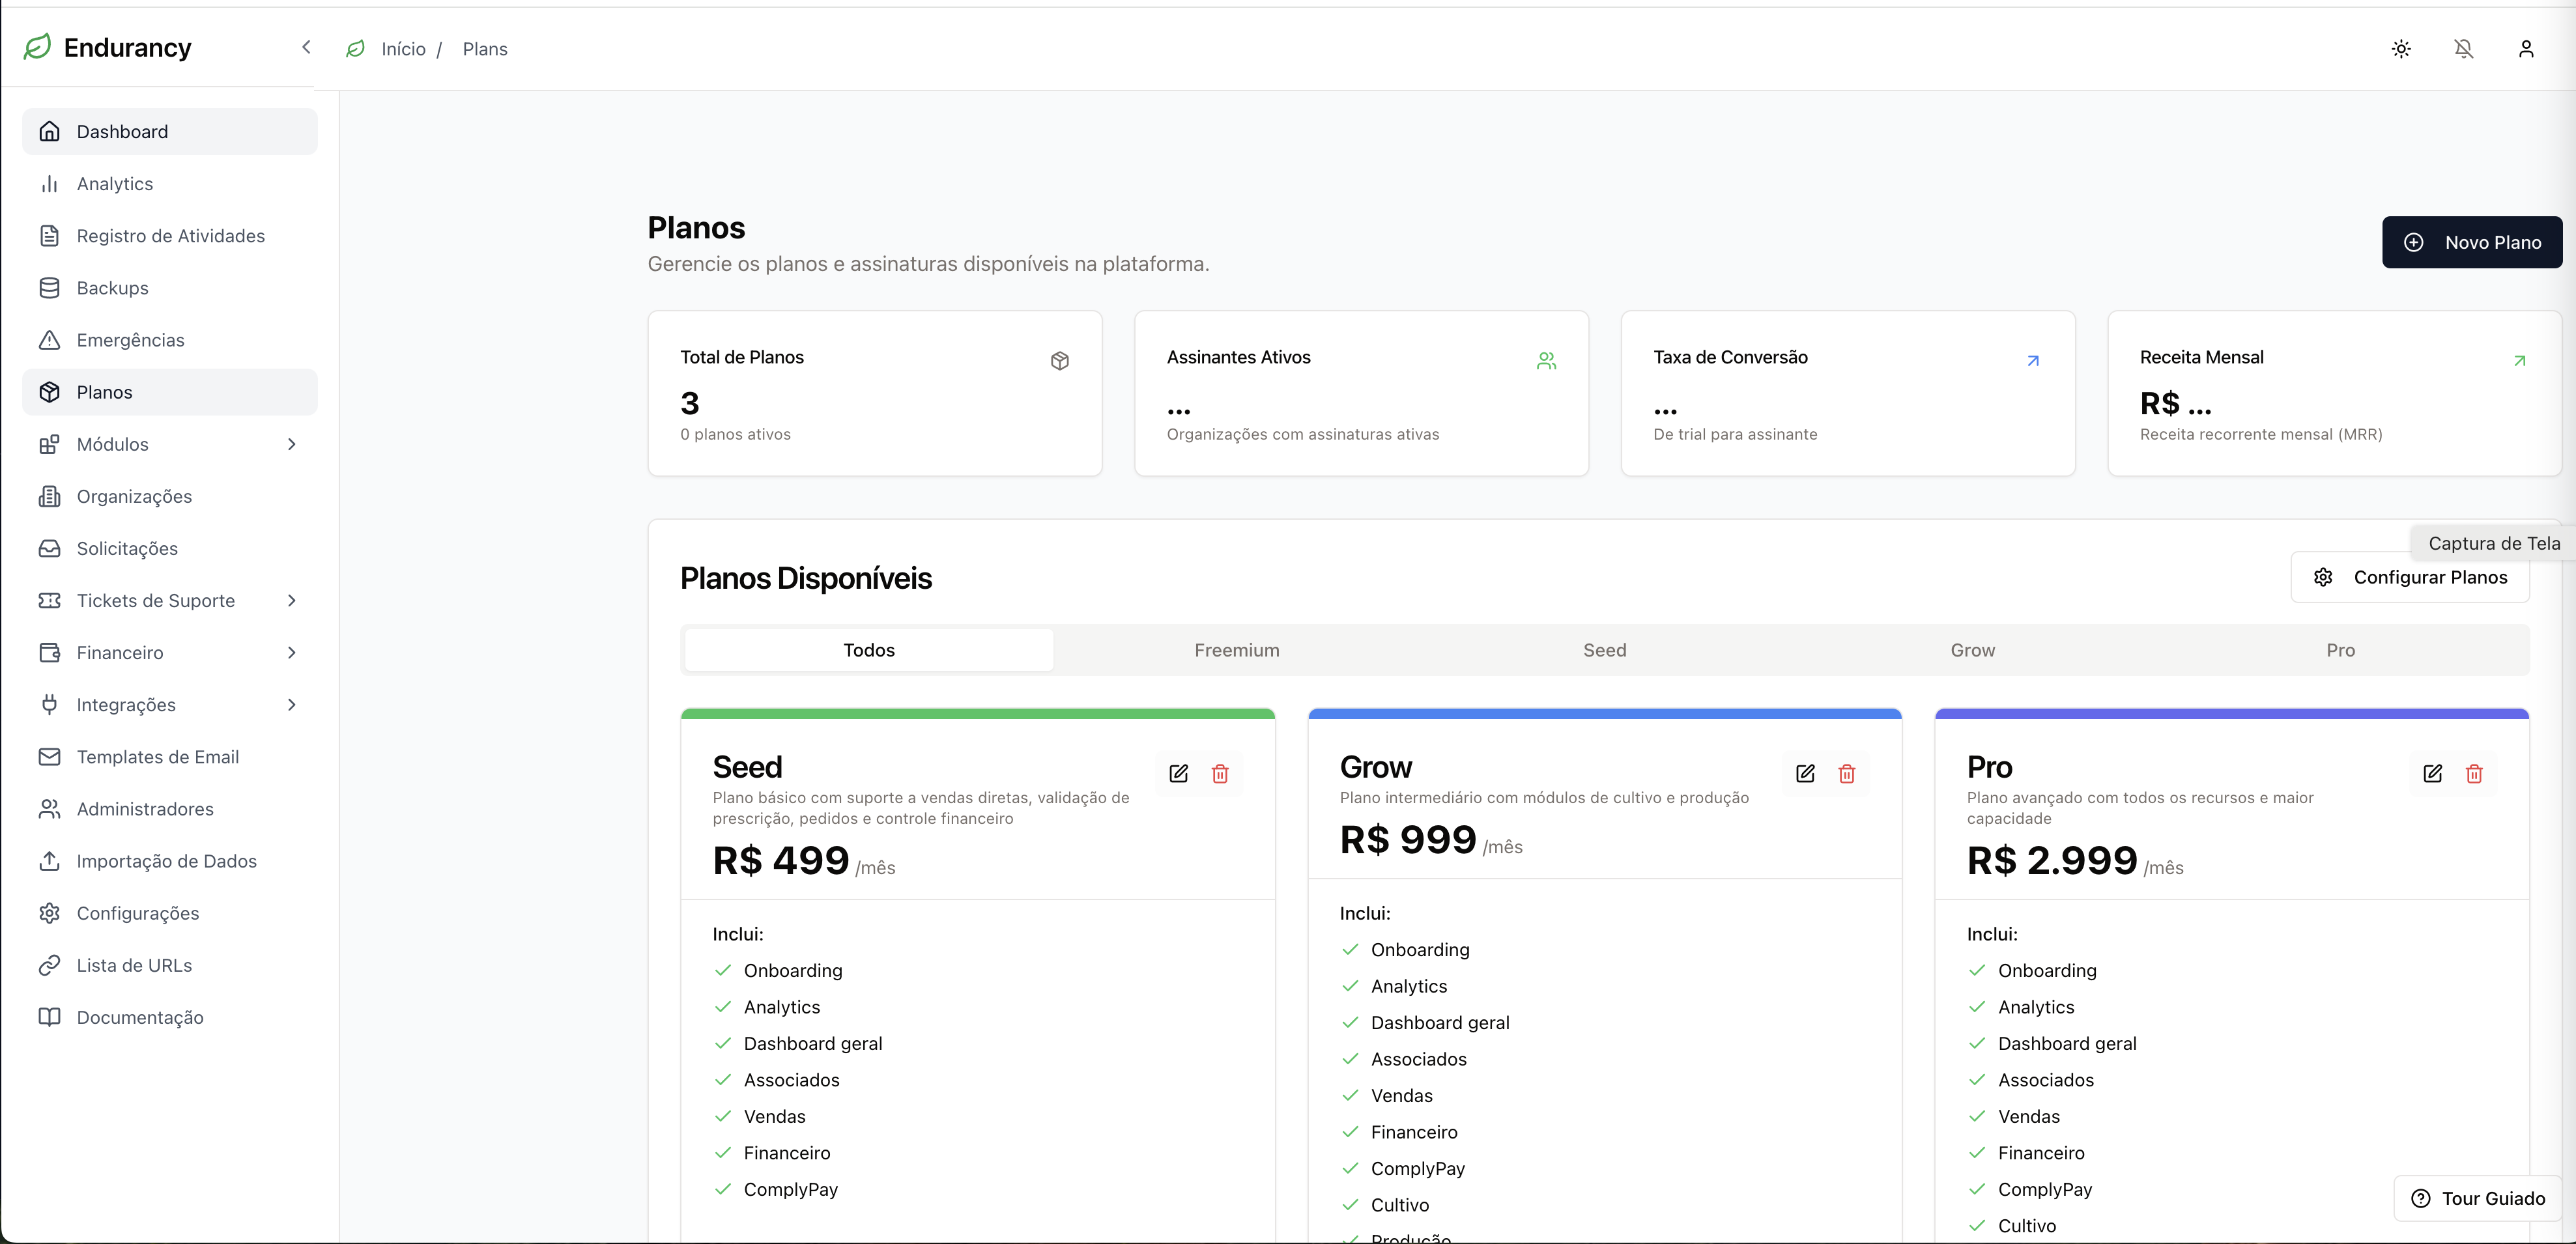 Endurancy
Início / Plans
Dashboard
Analytics
Registro de Atividades
Backups
Emergências
Planos
Módulos
Organizações
Solicitações
Tickets de Suporte
Financeiro
Integrações
Templates de Email
Administradores
Importação de Dados
Configurações
Lista de URLs
Documentação
Planos
Gerencie os planos e assinaturas disponíveis na plataforma.
Novo Plano
Total de Planos
3
0 planos ativos
Assinantes Ativos
...
Organizações com assinaturas ativas
Taxa de Conversão
...
De trial para assinante
Receita Mensal
R$ ...
Receita recorrente mensal (MRR)
Captura de Tela
Planos Disponíveis
Configurar Planos
Todos
Freemium
Seed
Grow
Pro
Seed
Plano básico com suporte a vendas diretas, validação de
prescrição, pedidos e controle financeiro
R$ 499 /mês
Inclui:
Onboarding
Analytics
Dashboard geral
Associados
Vendas
Financeiro
ComplyPay
Grow
Plano intermediário com módulos de cultivo e produção
R$ 999 /mês
Inclui:
Onboarding
Analytics
Dashboard geral
Associados
Vendas
Financeiro
ComplyPay
Cultivo
Produção
Pro
Plano avançado com todos os recursos e maior
capacidade
R$ 2.999 /mês
Inclui:
Onboarding
Analytics
Dashboard geral
Associados
Vendas
Financeiro
ComplyPay
Cultivo
Tour Guiado